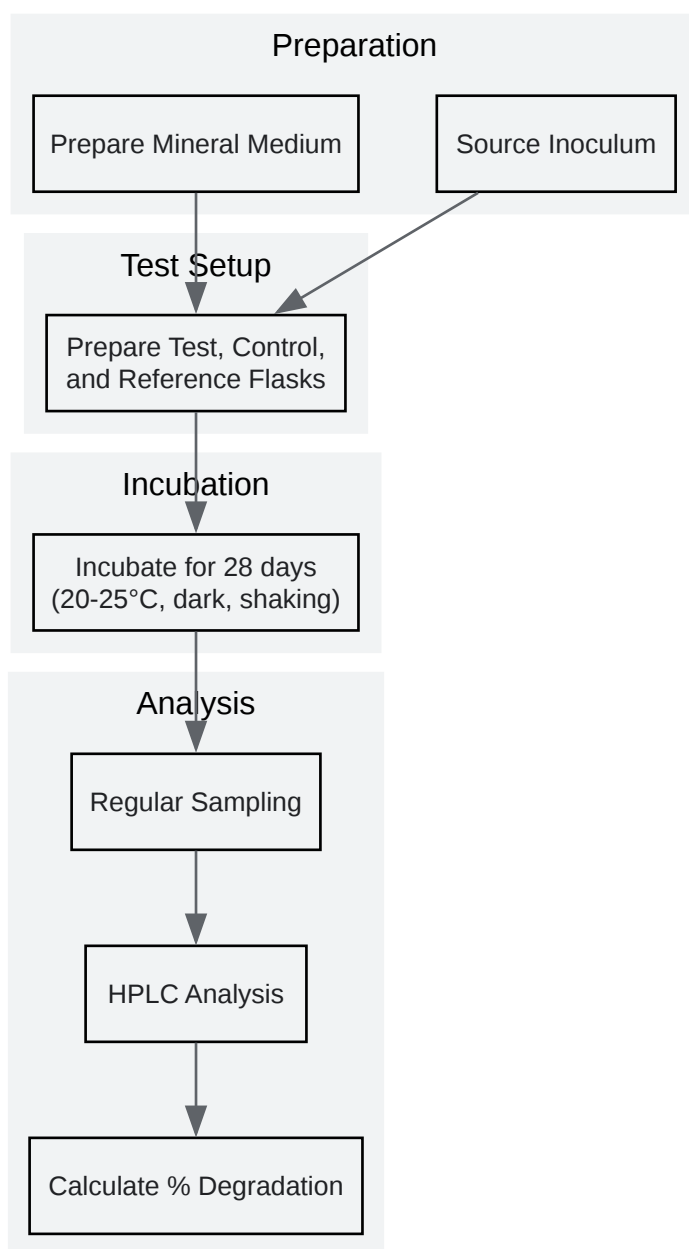 Preparation
Prepare Mineral Medium
Source Inoculum
Test Setup
Prepare Test, Control,
and Reference Flasks
Incubation
Incubate for 28 days
(20-25°C, dark, shaking)
Analysis
Regular Sampling
HPLC Analysis
Calculate % Degradation